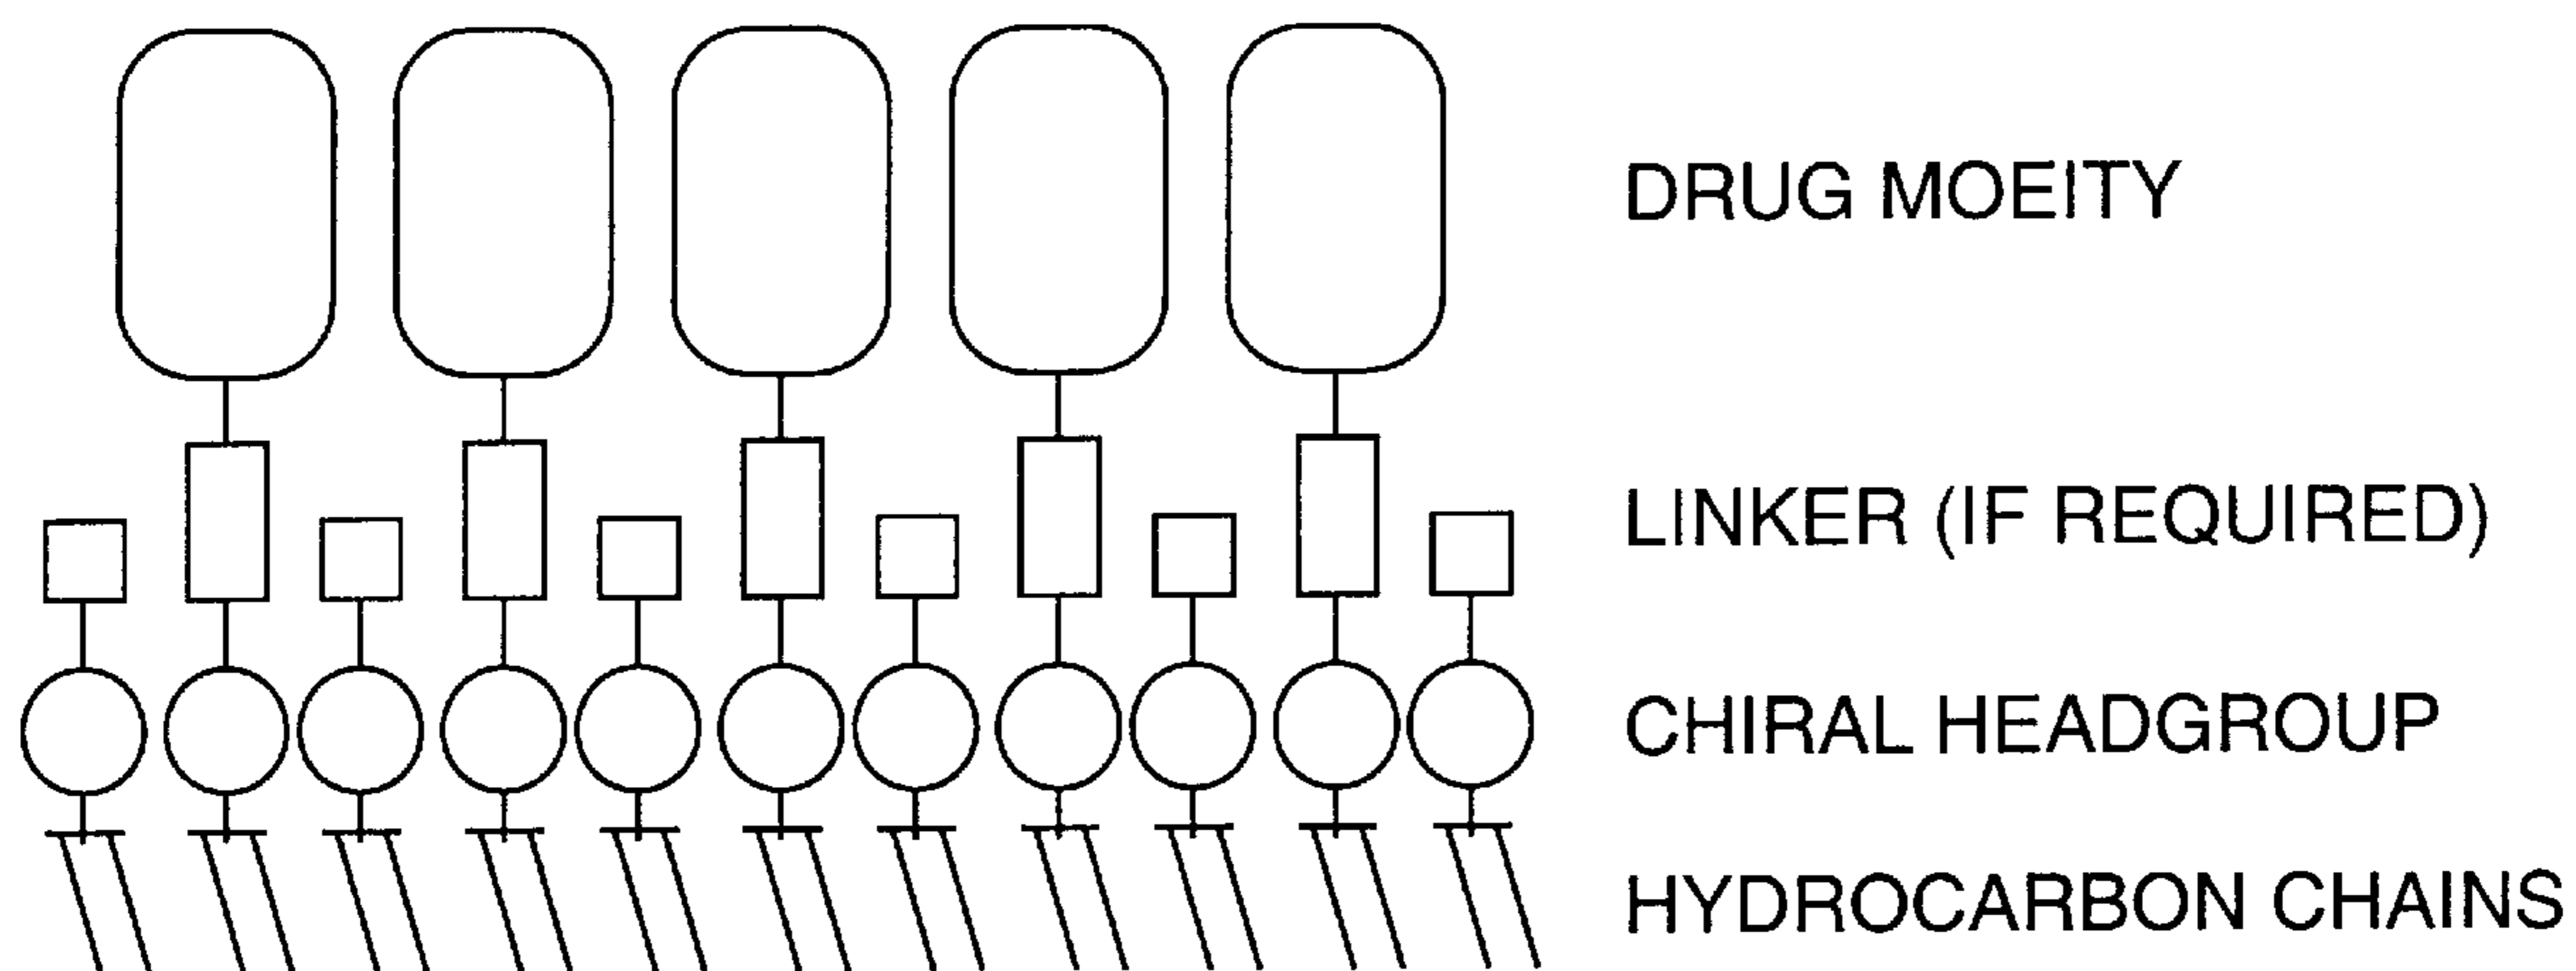 DRUG MOEITY
LINKER (IF REQUIRED)
CHIRAL HEADGROUP
HYDROCARBON CHAINS